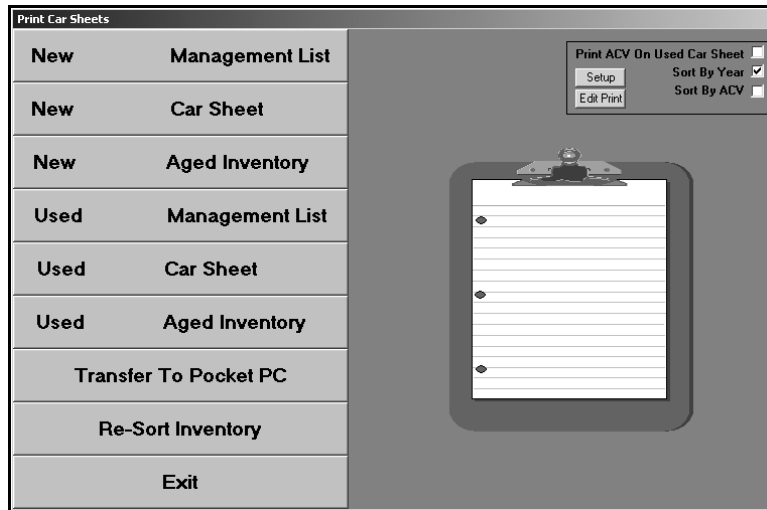 Print Car Sheets
New Management List
New Car Sheet
New Aged Inventory
Used Management List
Used Car Sheet
Used Aged Inventory
Transfer To Pocket PC
Re-Sort Inventory
Exit
Print ACV On Used Car Sheet
Setup Sort By Year
Edit Print Sort By ACV